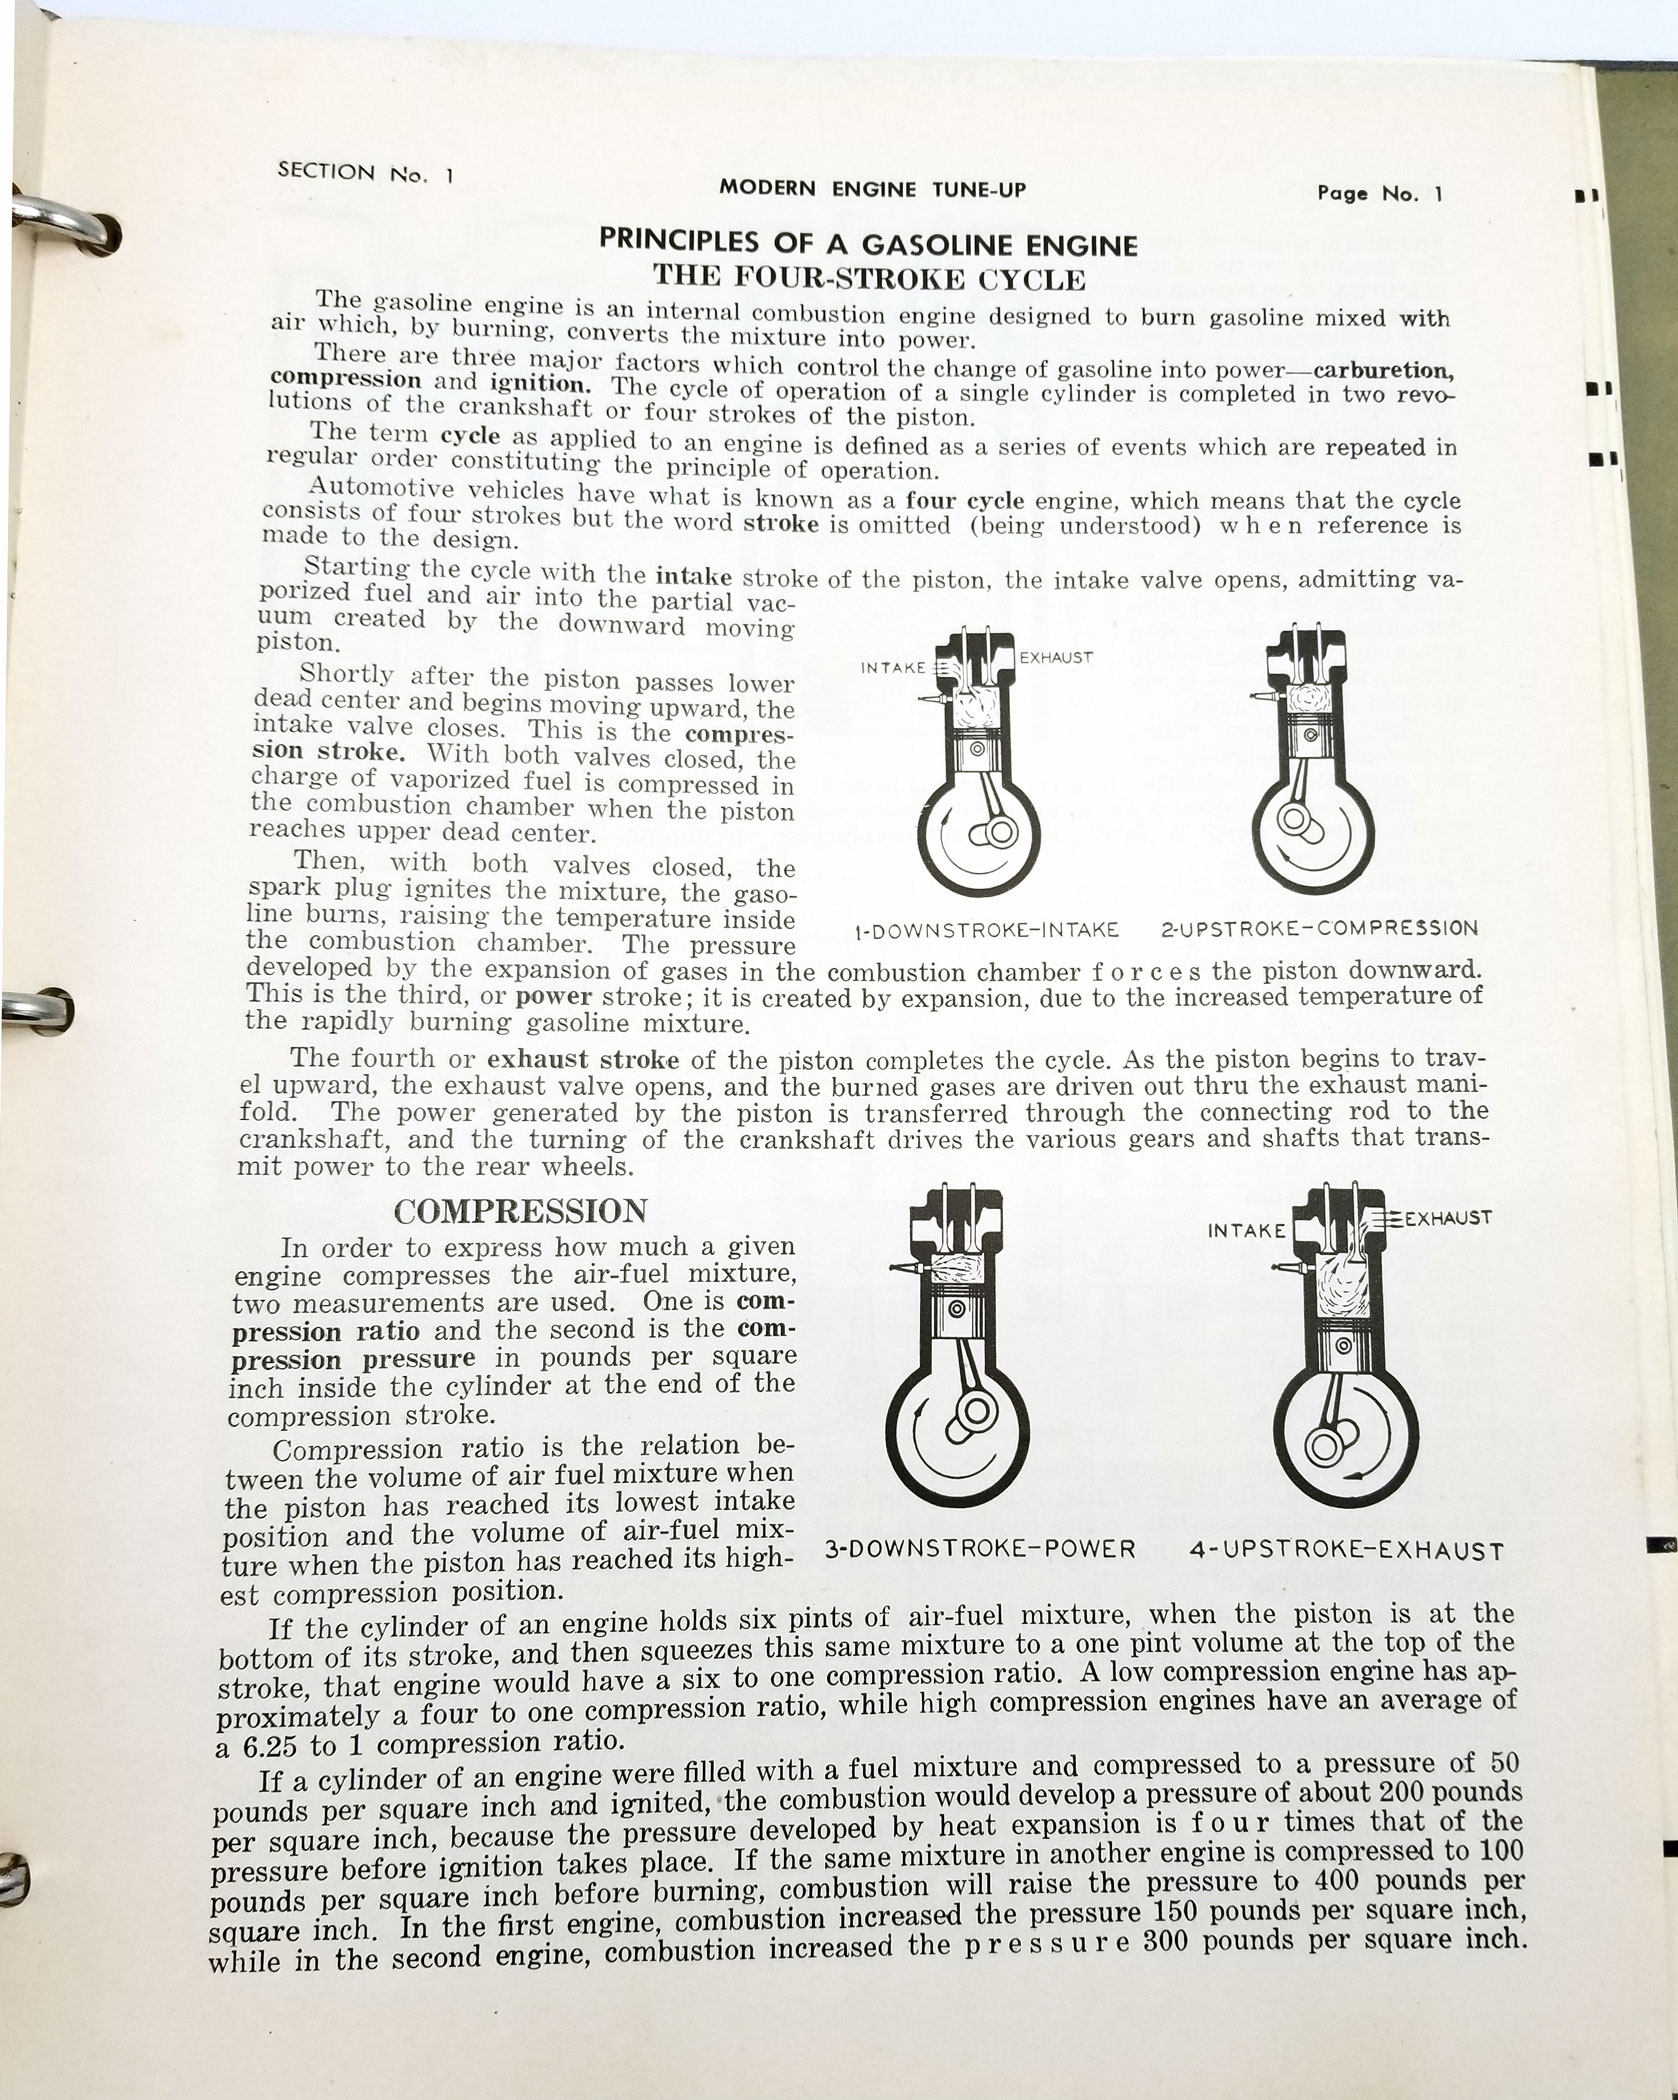 SECTION No. 1
MODERN ENGINE TUNE-UP
Page No. 1
PRINCIPLES OF A GASOLINE ENGINE
THE FOUR-STROKE CYCLE
The gasoline engine is an internal combustion engine designed to burn gasoline mixed with
air which, by burning, converts the mixture into power.
There are three major factors which control the change of gasoline into power—carburetion,
compression and ignition. The cycle of operation of a single cylinder is completed in two revo-
lutions of the crankshaft or four strokes of the piston.
The term cycle as applied to an engine is defined as a series of events which are repeated in
regular order constituting the principle of operation.
Automotive vehicles have what is known as a four cycle engine, which means that the cycle
consists of four strokes but the word stroke is omitted (being understood) when reference is
made to the design.
Starting the cycle with the intake stroke of the piston, the intake valve opens, admitting va-
porized fuel and air into the partial vac-
uum created by the downward moving
piston.
Shortly after the piston passes lower
dead center and begins moving upward, the
intake valve closes. This is the compres-
sion stroke. With both valves closed, the
charge of vaporized fuel is compressed in
the combustion chamber when the piston
reaches upper dead center.
Then, with both valves closed, the
spark plug ignites the mixture, the gaso-
line burns, raising the temperature inside
the combustion chamber. The pressure
INTAKE
EXHAUST
1-DOWNSTROKE-INTAKE
2-UPSTROKE-COMPRESSION
developed by the expansion of gases in the combustion chamber forces the piston downward.
This is the third, or power stroke; it is created by expansion, due to the increased temperature of
the rapidly burning gasoline mixture.
The fourth or exhaust stroke of the piston completes the cycle. As the piston begins to trav-
el upward, the exhaust valve opens, and the burned gases are driven out thru the exhaust mani-
fold. The power generated by the piston is transferred through the connecting rod to the
crankshaft, and the turning of the crankshaft drives the various gears and shafts that trans-
mit power to the rear wheels.
COMPRESSION
In order to express how much a given
engine compresses the air-fuel mixture,
two measurements are used. One is com-
pression ratio and the second is the com-
pression pressure in pounds per square
inch inside the cylinder at the end of the
compression stroke.
Compression ratio is the relation be-
tween the volume of air fuel mixture when
the piston has reached its lowest intake
position and the volume of air-fuel mix-
ture when the piston has reached its high-
est compression position.
INTAKE
EXHAUST
3-DOWNSTROKE-POWER
4-UPSTROKE-EXHAUST
If the cylinder of an engine holds six pints of air-fuel mixture, when the piston is at the
bottom of its stroke, and then squeezes this same mixture to a one pint volume at the top of the
stroke, that engine would have a six to one compression ratio. A low compression engine has ap-
proximately a four to one compression ratio, while high compression engines have an average of
a 6.25 to 1 compression ratio.
If a cylinder of an engine were filled with a fuel mixture and compressed to a pressure of 50
pounds per square inch and ignited, the combustion would develop a pressure of about 200 pounds
per square inch, because the pressure developed by heat expansion is four times that of the
pressure before ignition takes place. If the same mixture in another engine is compressed to 100
pounds per square inch before burning, combustion will raise the pressure to 400 pounds per
square inch. In the first engine, combustion increased the pressure 150 pounds per square inch,
while in the second engine, combustion increased the pressure 300 pounds per square inch.